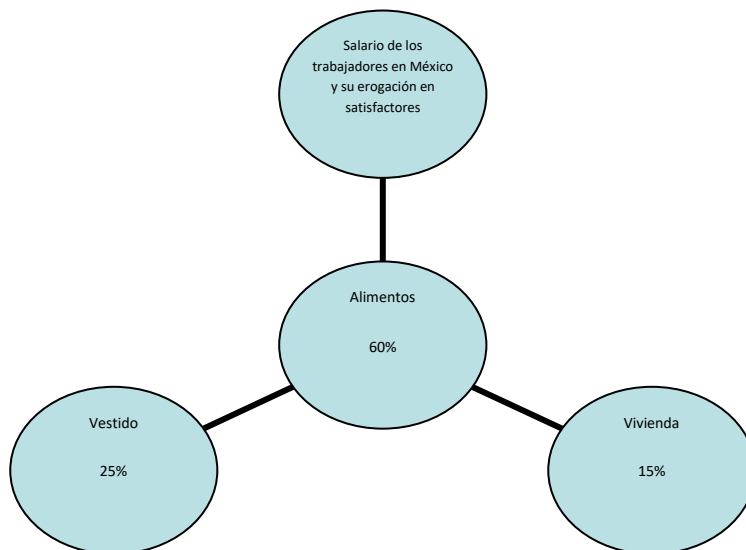 Salario de los
trabajadores en México
y su erogación en
satisfactores
Alimentos
60%
Vestido
25%
Vivienda
15%